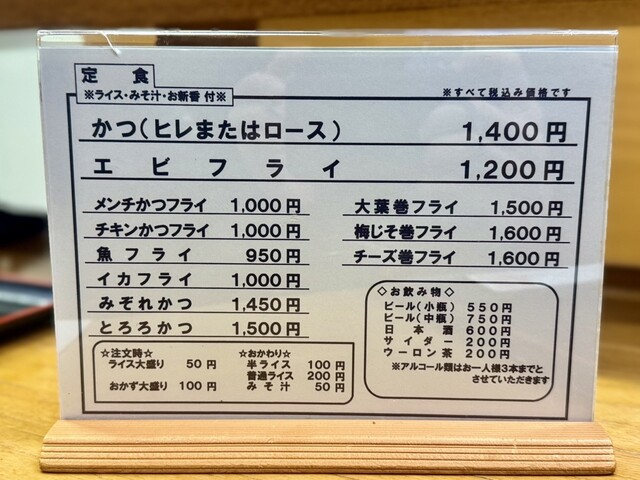 定食
※ライス・みそ汁・お新香 付※
※すべて税込み価格です
かつ(ヒレまたはロース) 1,400円
エビフライ 1,200円
メンチかつフライ 1,000円
チキンかつフライ 1,000円
魚フライ 950円
イカフライ 1,000円
みぞれかつ 1,450円
とろろかつ 1,500円
大葉巻フライ 1,500円
梅じそ巻フライ 1,600円
チーズ巻フライ 1,600円
☆注文時☆
ライス大盛り 50円
おかず大盛り 100円
☆おかわり☆
半ライス 100円
普通ライス 200円
みそ汁 50円
◇お飲み物◇
ビール(小瓶) 550円
ビール(中瓶) 750円
日本酒 600円
サイダー 200円
ウーロン茶 200円
※アルコール類はお一人様3本までと
させていただきます